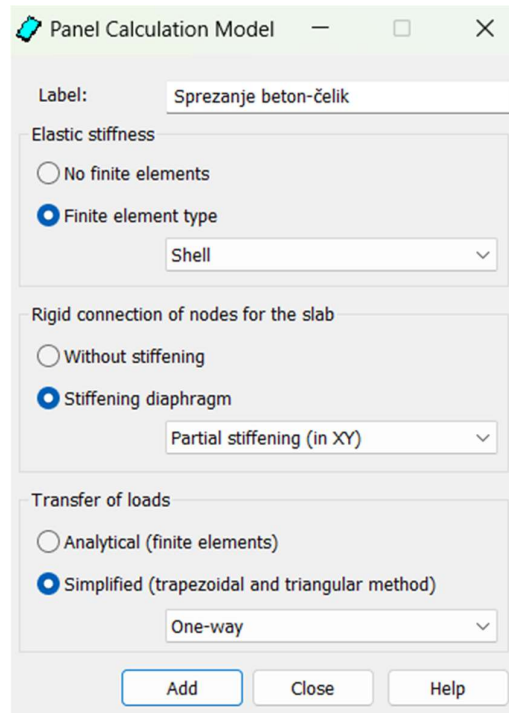 Panel Calculation Model
Label: Sprezanje beton-čelik
Elastic stiffness
No finite elements
Finite element type
Shell
Rigid connection of nodes for the slab
Without stiffening
Stiffening diaphragm
Partial stiffening (in XY)
Transfer of loads
Analytical (finite elements)
Simplified (trapezoidal and triangular method)
One-way
Add Close Help